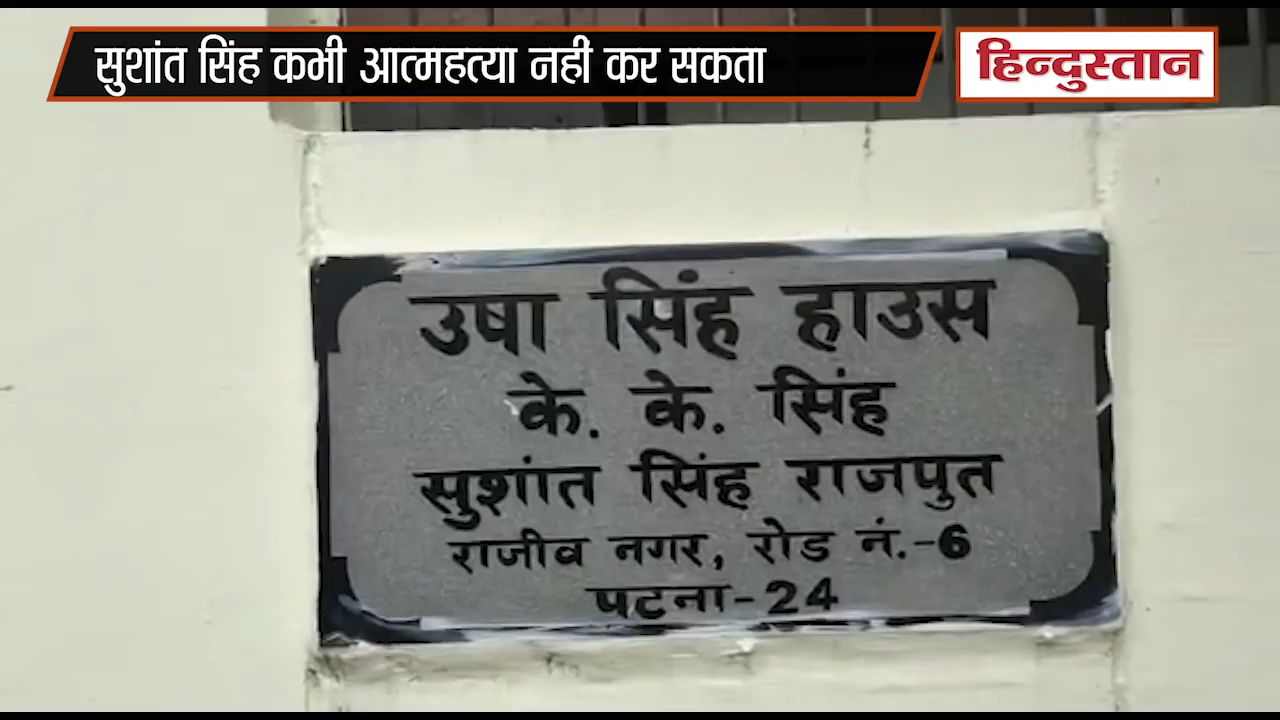 सुशांत सिंह कभी आत्महत्या नही कर सकता
हिन्दुस्तान
उषा सिंह हाउस
के. के. सिंह
सुशांत सिंह राजपुत
राजीव नगर, रोड नं.-6
पटना-24